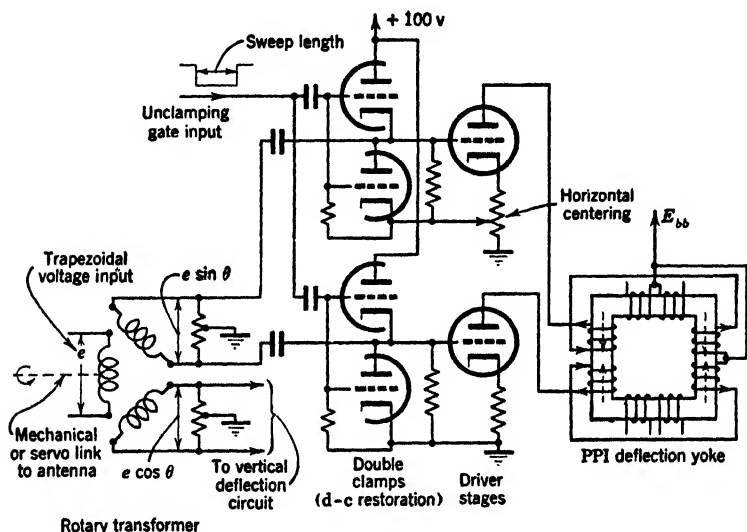 + 100 v
Sweep length
Unclamping
gate input
Horizontal
centering
E_bb
Trapezoidal
voltage input
e sin θ
e
Mechanical
or servo link
to antenna
e cos θ
To vertical
deflection
circuit
Double
clamps
(d-c restoration)
Driver
stages
PPI deflection yoke
Rotary transformer